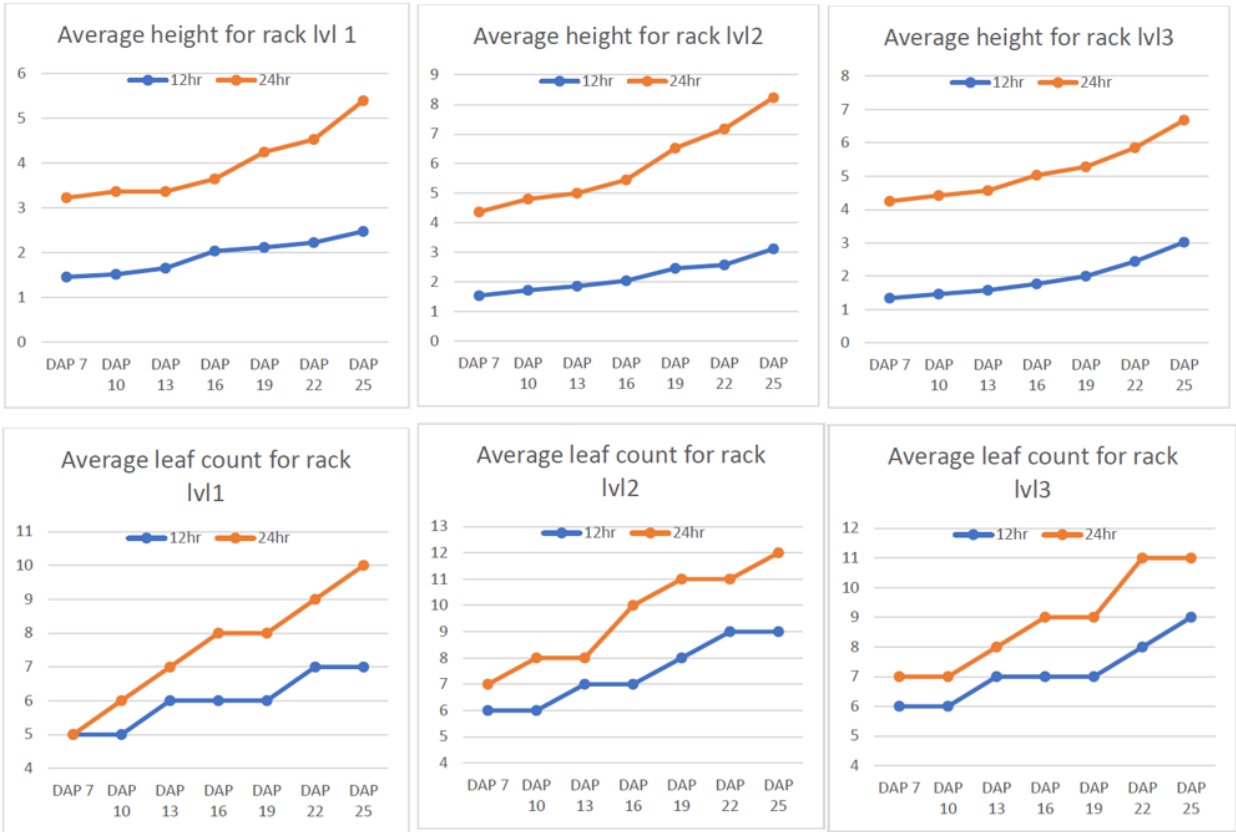 Average height for rack lvl 1
12hr 24hr
6
5
4
3
2
1
0
DAP 7 DAP DAP DAP DAP DAP DAP
10 13 16 19 22 25
Average height for rack lvl2
12hr 24hr
9
8
7
6
5
4
3
2
1
0
DAP 7 DAP DAP DAP DAP DAP DAP
10 13 16 19 22 25
Average height for rack lvl3
12hr 24hr
8
7
6
5
4
3
2
1
0
DAP 7 DAP DAP DAP DAP DAP DAP
10 13 16 19 22 25
Average leaf count for rack
lvl1
12hr 24hr
11
10
9
8
7
6
5
4
DAP 7 DAP DAP DAP DAP DAP DAP
10 13 16 19 22 25
Average leaf count for rack
lvl2
12hr 24hr
13
12
11
10
9
8
7
6
5
4
DAP 7 DAP DAP DAP DAP DAP DAP
10 13 16 19 22 25
Average leaf count for rack
lvl3
12hr 24hr
12
11
10
9
8
7
6
5
4
DAP 7 DAP DAP DAP DAP DAP DAP
10 13 16 19 22 25